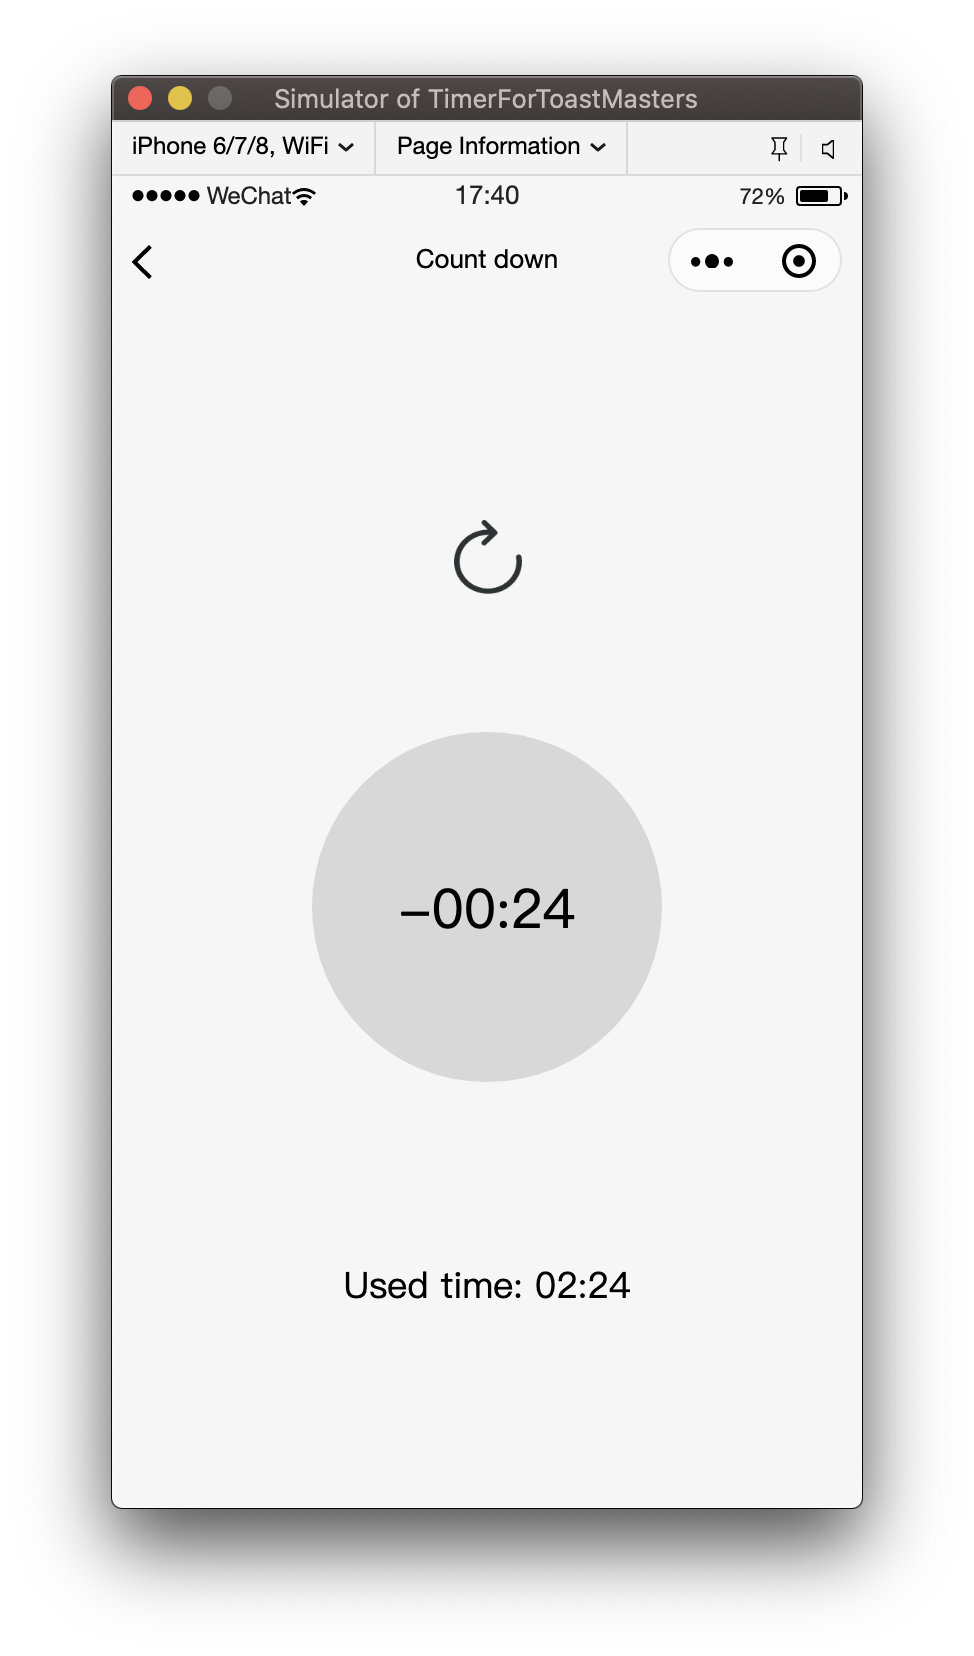 Simulator of TimerForToastMasters
iPhone 6/7/8, WiFi Page Information
WeChat 17:40 72%
Count down
–00:24
Used time: 02:24